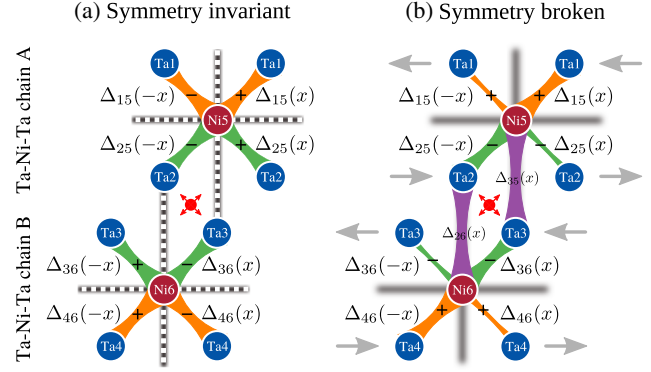 (a) Symmetry invariant
(b) Symmetry broken
Ta-Ni-Ta chain A
Ta-Ni-Ta chain B
Ta1 Ta1
Δ15(−x) − + Δ15(x)
Ni5
Δ25(−x) − + Δ25(x)
Ta2 Ta2
Ta3 Ta3
Δ36(−x) + − Δ36(x)
Ni6
Δ46(−x) + − Δ46(x)
Ta4 Ta4
Ta1 Ta1
Δ15(−x) + + Δ15(x)
Ni5
Δ25(−x) − − Δ25(x)
Ta2 Δ35(x) Ta2
Ta3 Δ26(x) Ta3
Δ36(−x) − − Δ36(x)
Ni6
Δ46(−x) + + Δ46(x)
Ta4 Ta4